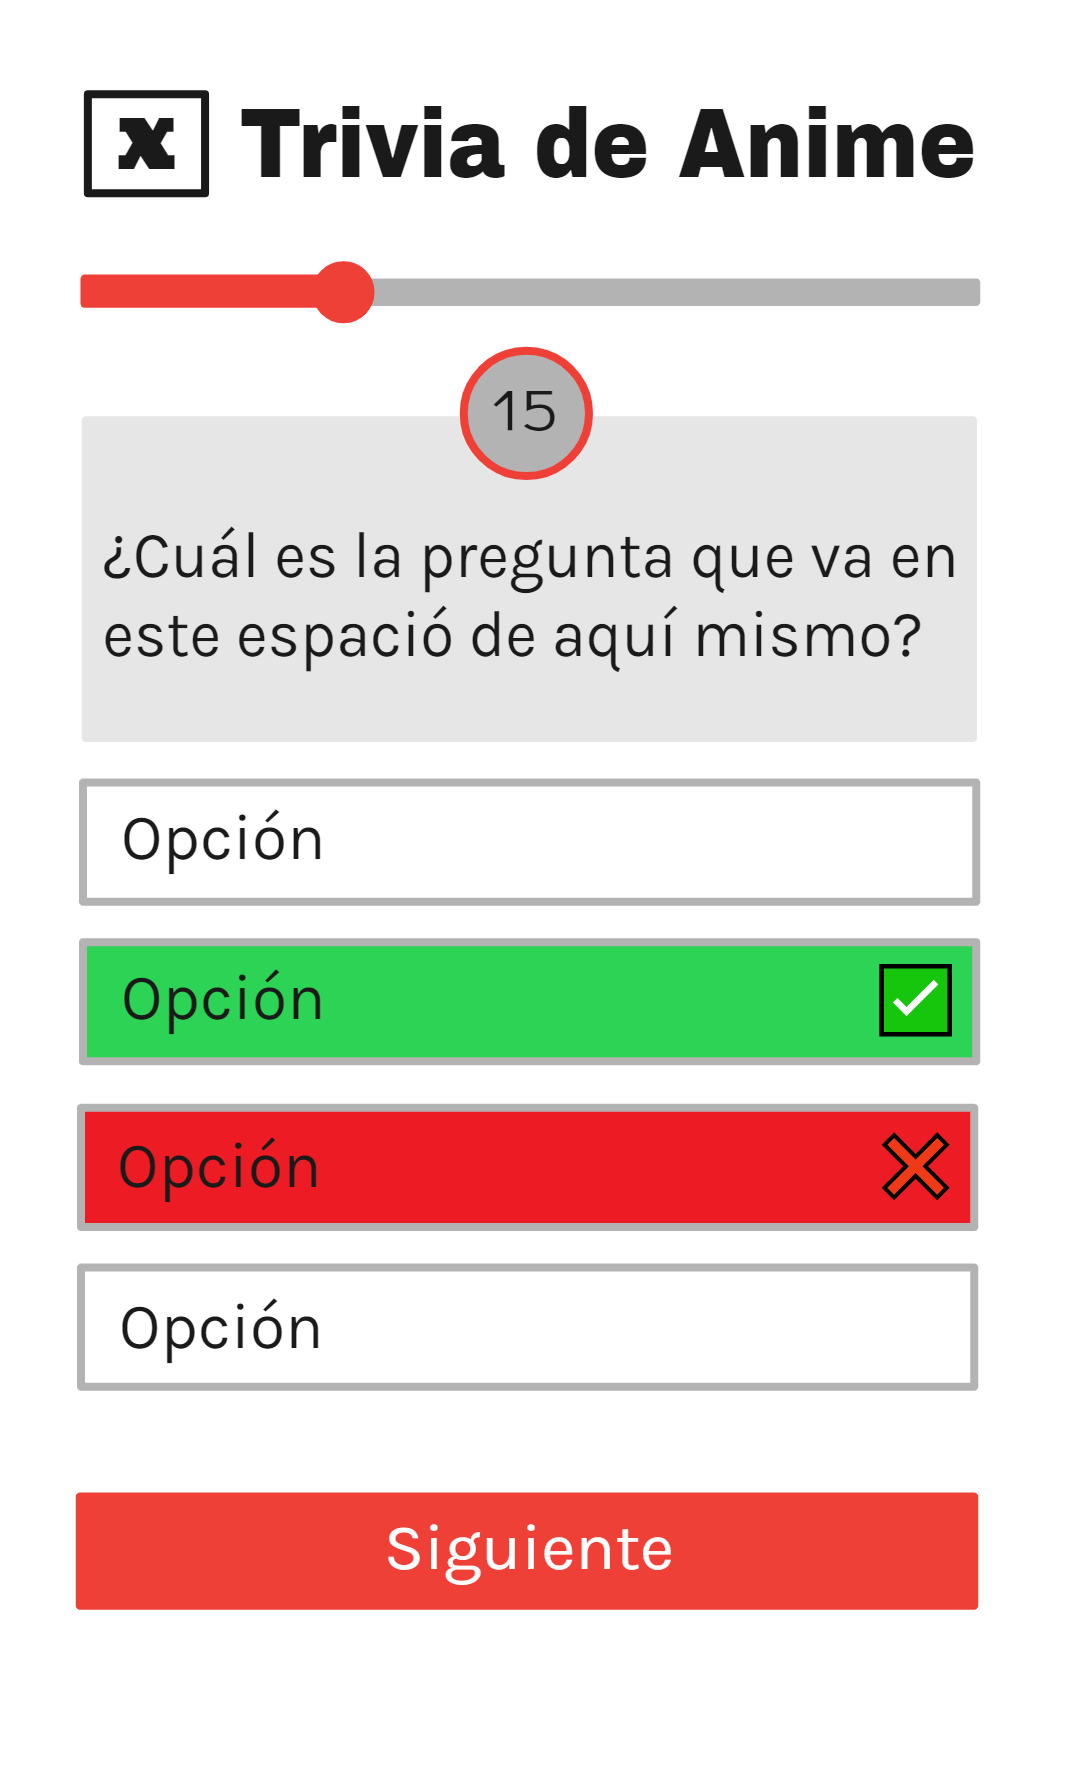 X Trivia de Anime
15
¿Cuál es la pregunta que va en
este espació de aquí mismo?
Opción
Opción
Opción
Opción
Siguiente